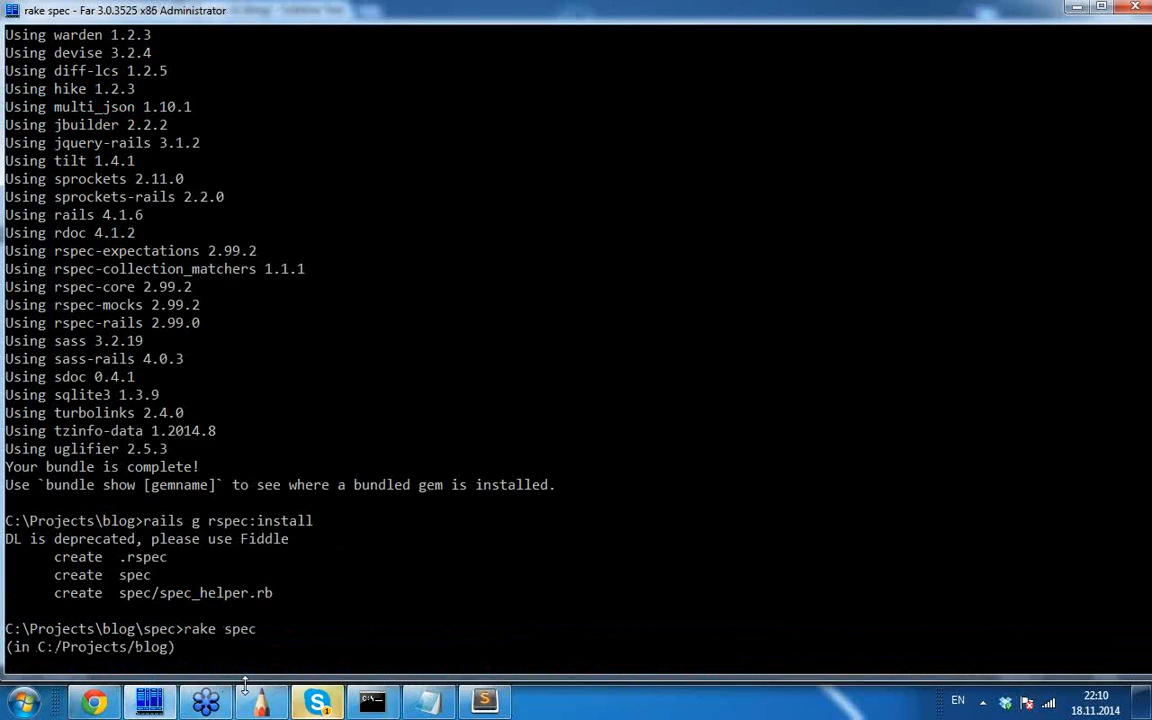 rake spec - Far 3.0.3525 x86 Administrator
Using warden 1.2.3
Using devise 3.2.4
Using diff-lcs 1.2.5
Using hike 1.2.3
Using multi_json 1.10.1
Using jbuilder 2.2.2
Using jquery-rails 3.1.2
Using tilt 1.4.1
Using sprockets 2.11.0
Using sprockets-rails 2.2.0
Using rails 4.1.6
Using rdoc 4.1.2
Using rspec-expectations 2.99.2
Using rspec-collection_matchers 1.1.1
Using rspec-core 2.99.2
Using rspec-mocks 2.99.2
Using rspec-rails 2.99.0
Using sass 3.2.19
Using sass-rails 4.0.3
Using sdoc 0.4.1
Using sqlite3 1.3.9
Using turbolinks 2.4.0
Using tzinfo-data 1.2014.8
Using uglifier 2.5.3
Your bundle is complete!
Use `bundle show [gemname]` to see where a bundled gem is installed.
C:\Projects\blog>rails g rspec:install
DL is deprecated, please use Fiddle
create .rspec
create spec
create spec/spec_helper.rb
C:\Projects\blog\spec>rake spec
(in C:/Projects/blog)
EN
22:10
18.11.2014